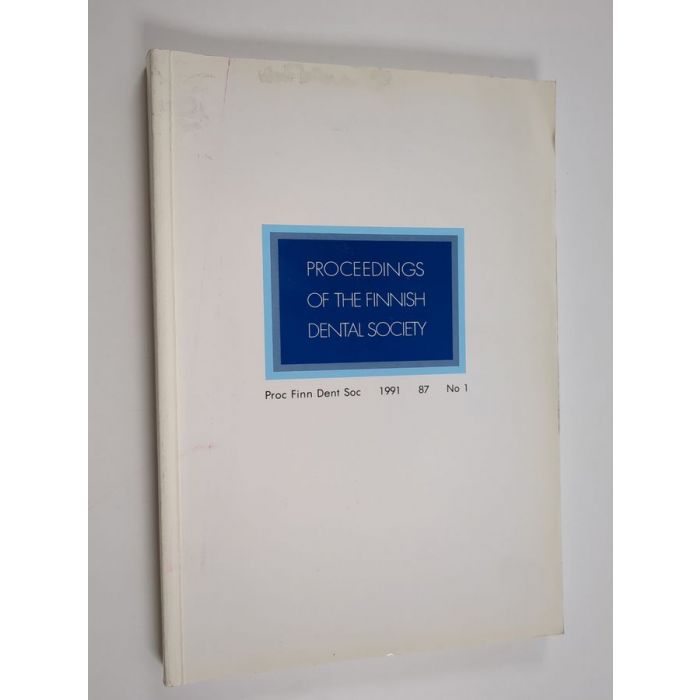 PROCEEDINGS
OF THE FINNISH
DENTAL SOCIETY
Proc Finn Dent Soc 1991 87 No 1